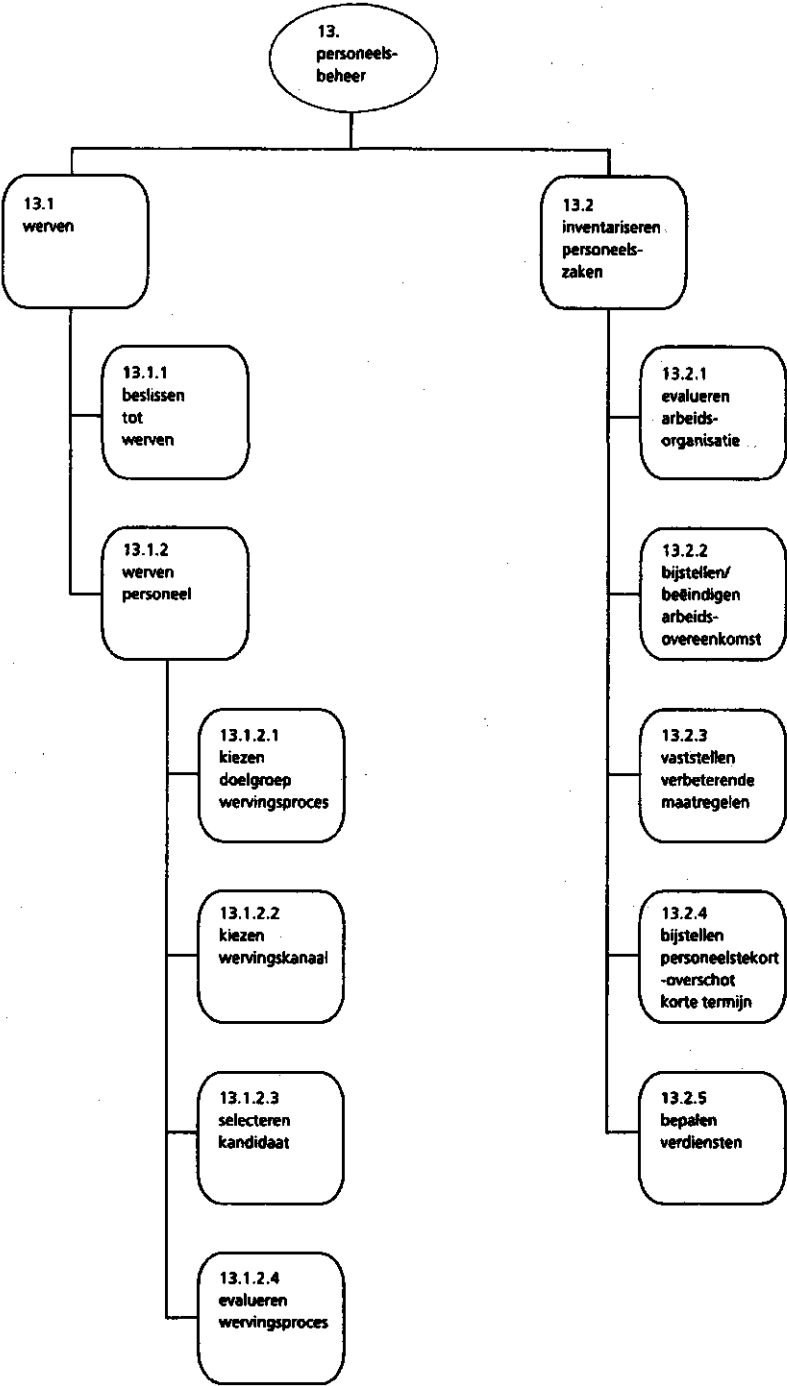 13.
personeels-
beheer
13.1
werven
13.2
inventariseren
personeels-
zaken
13.1.1
beslissen
tot
werven
13.2.1
evalueren
arbeids-
organisatie
13.1.2
werven
personeel
13.2.2
bijstellen/
beëindigen
arbeids-
overeenkomst
13.1.2.1
kiezen
doelgroep
wervingsproces
13.2.3
vaststellen
verbeterende
maatregelen
13.1.2.2
kiezen
wervingskanaal
13.2.4
bijstellen
personeelstekort
-overschot
korte termijn
13.1.2.3
selecteren
kandidaat
13.2.5
bepalen
verdiensten
13.1.2.4
evalueren
wervingsproces